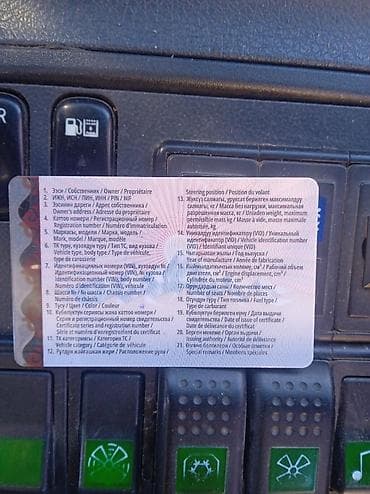 R
1. Ээси / Собственник / Owner / Propriétaire
2. ИЖН, ИСН / ПИН, ИНН / PIN / NIF
3. Ээсинин дареги / Адрес собственника /
Owner's address / Adresse du propriétaire
4. Каттоо номери / Регистрационный номер /
Registration number / Numéro d'immatriculation
5. Маркасы, модели / Марка, модель /
Mark, model / Marque, modèle
6. ТК түрү, кузову / Тип ТС, вид кузова /
Vehicle type, body type / Type de véhicule,
type de carosserie
7. Идентификациялык номери (VIN), кузовдун №
Идентификационный номер (VIN), № кузова /
Identification number (VIN), body number /
Numéro d'identification (VIN),
véhicule
8. Шасси № / № шасси / Chassis number /
Numéro de châssis
9. Түсү / Цвет / Color / Couleur
10. Күбөлүктүн сериясы жана каттоо номери /
Серия и регистрационный номер свидетельства /
Certificate series and registration number /
Série et numéro d'enregistrement du certificat
11. ТК категориясы / Категория ТС /
Vehicle category / Catégorie de véhicule
12. Рулдун жайгашкан жери / Расположение руля /
Steering position / Position du volant
13. Жүксүз салмагы, уруксат берилген максималдуу
салмагы, кг / Масса без нагрузки, максимальная
разрешенная масса, кг / Unladen weight, maximum
permissible mass kg / Masse à vide, masse maximum
autorisée, kg
14. Уникалдуу идентификатор (VID) / Уникальный
идентификатор (VID) / Vehicle identification number
(VID) / Identifiant unique (VID)
15. Чыгарылган жылы / Год выпуска /
Year of manufacture / Année de fabrication
16. Кыймылдаткычтын көлөмү, см³ / Рабочий объем
двигателя, см³ / Engine displacement, cm³ /
Cylindrée du moteur, cm³
17. Орундардын саны / Количество мест /
Number of seats / Nombre de places
18. Отундун түрү / Тип топлива / Fuel type /
Type de carburant
19. Күбөлүктүн берилген күнү / Дата выдачи
свидетельства / Date of issue of certificate /
Date de délivrance du certificat
20. Берген мекеме / Орган выдачи /
Issuing authority / Autorité de délivrance
21. Өзгөчө белгилөө / Особые отметки /
Special remarks / Mentions spéciales